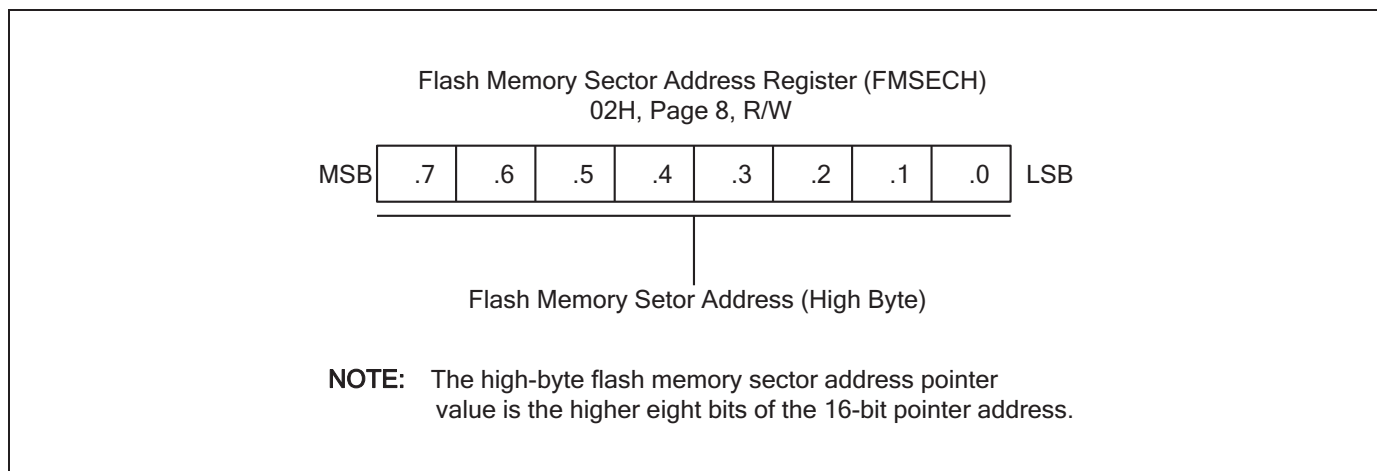 Flash Memory Sector Address Register (FMSECH)
02H, Page 8, R/W
MSB .7 .6 .5 .4 .3 .2 .1 .0 LSB
Flash Memory Setor Address (High Byte)
NOTE: The high-byte flash memory sector address pointer
value is the higher eight bits of the 16-bit pointer address.